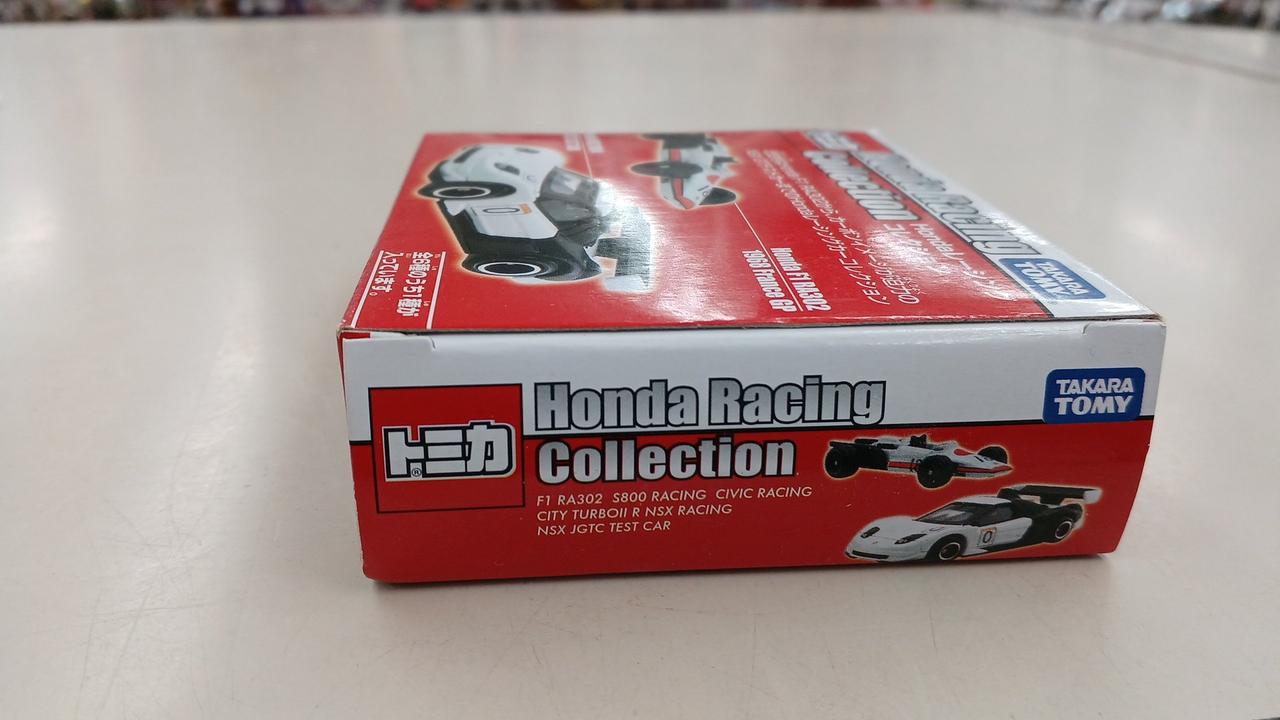 Honda Racing
Collection
TAKARA
TOMY
Honda F1 RA302
1968 France GP
全6種のうち1種が
入っています。
トミカ®
Honda Racing
Collection
F1 RA302 S800 RACING CIVIC RACING
CITY TURBOII R NSX RACING
NSX JGTC TEST CAR
TAKARA
TOMY
0
0